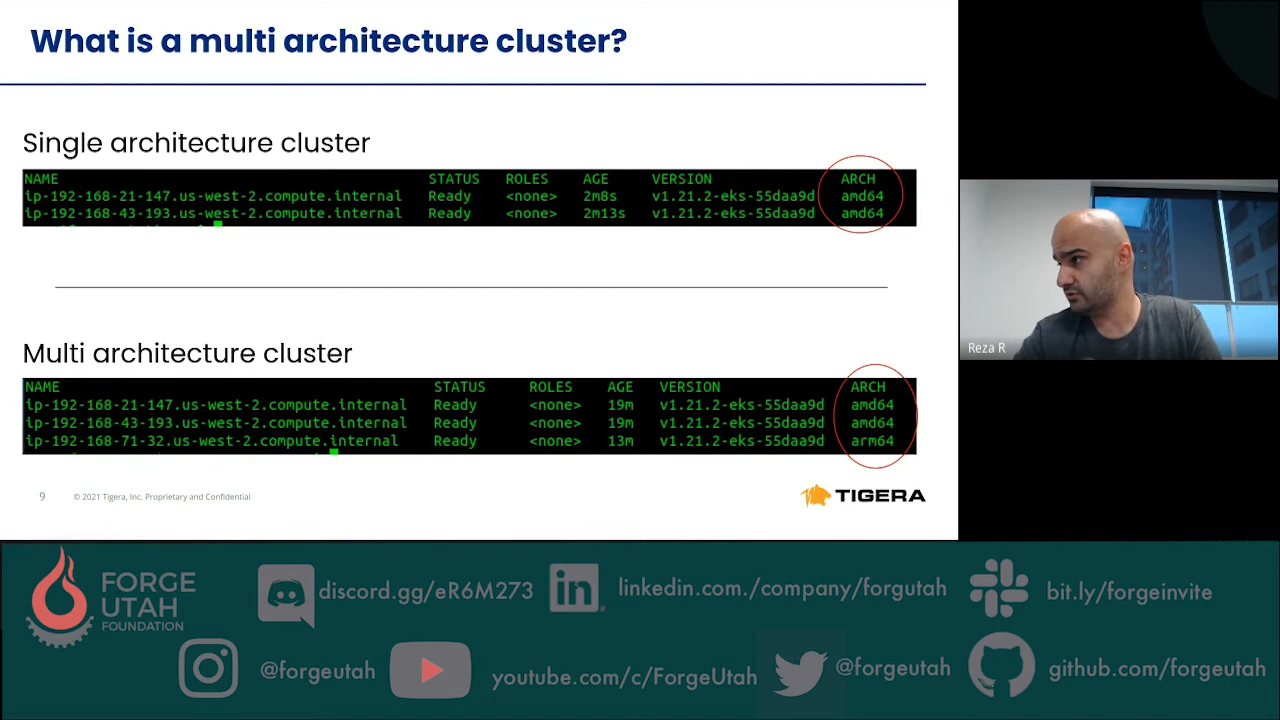 What is a multi architecture cluster?
Single architecture cluster
NAME STATUS ROLES AGE VERSION ARCH
ip-192-168-21-147.us-west-2.compute.internal Ready <none> 2m8s v1.21.2-eks-55daa9d amd64
ip-192-168-43-193.us-west-2.compute.internal Ready <none> 2m13s v1.21.2-eks-55daa9d amd64
Multi architecture cluster
NAME STATUS ROLES AGE VERSION ARCH
ip-192-168-21-147.us-west-2.compute.internal Ready <none> 19m v1.21.2-eks-55daa9d amd64
ip-192-168-43-193.us-west-2.compute.internal Ready <none> 19m v1.21.2-eks-55daa9d amd64
ip-192-168-71-32.us-west-2.compute.internal Ready <none> 13m v1.21.2-eks-55daa9d arm64
9 © 2021 Tigera, Inc. Proprietary and Confidential
TIGERA
Reza R
FORGE
UTAH
FOUNDATION
discord.gg/eR6M273
linkedin.com./company/forgutah
bit.ly/forgeinvite
@forgeutah
youtube.com/c/ForgeUtah
@forgeutah
github.com/forgeutah